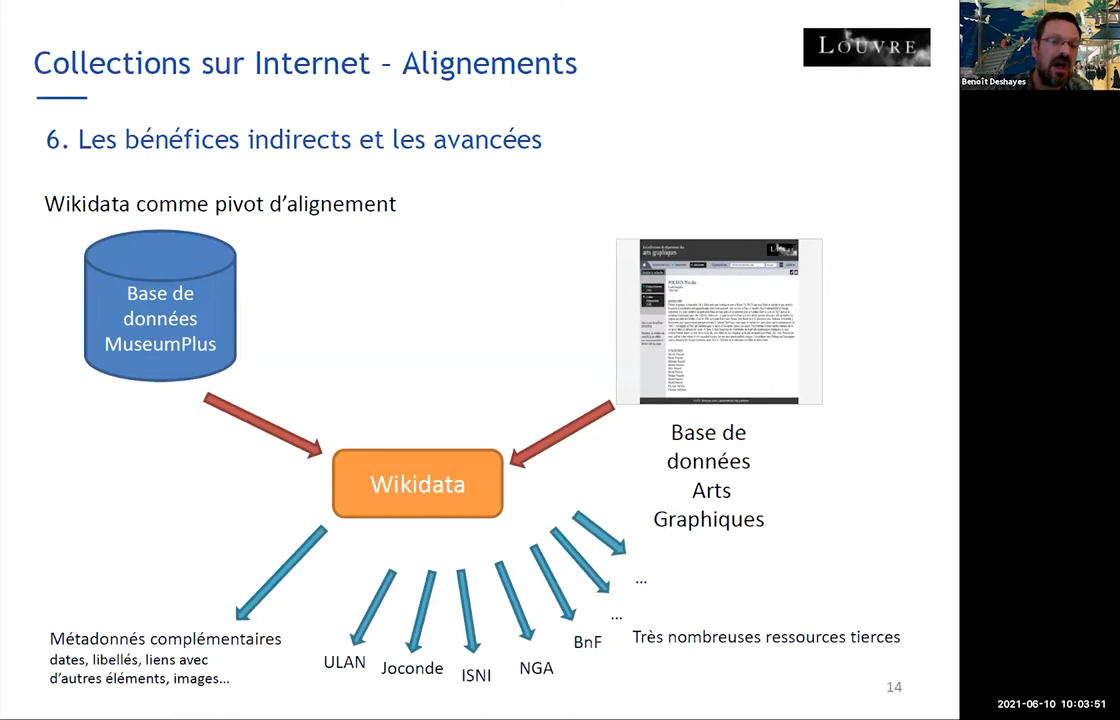 Collections sur Internet – Alignements
LOUVRE
Benoît Deshayes
6. Les bénéfices indirects et les avancées
Wikidata comme pivot d'alignement
Base de
données
MuseumPlus
arts graphiques
Base de
données
Arts
Graphiques
Wikidata
...
...
Métadonnés complémentaires
dates, libellés, liens avec
d'autres éléments, images...
ULAN
Joconde
ISNI
NGA
BnF
Très nombreuses ressources tierces
14
2021-06-10 10:03:51